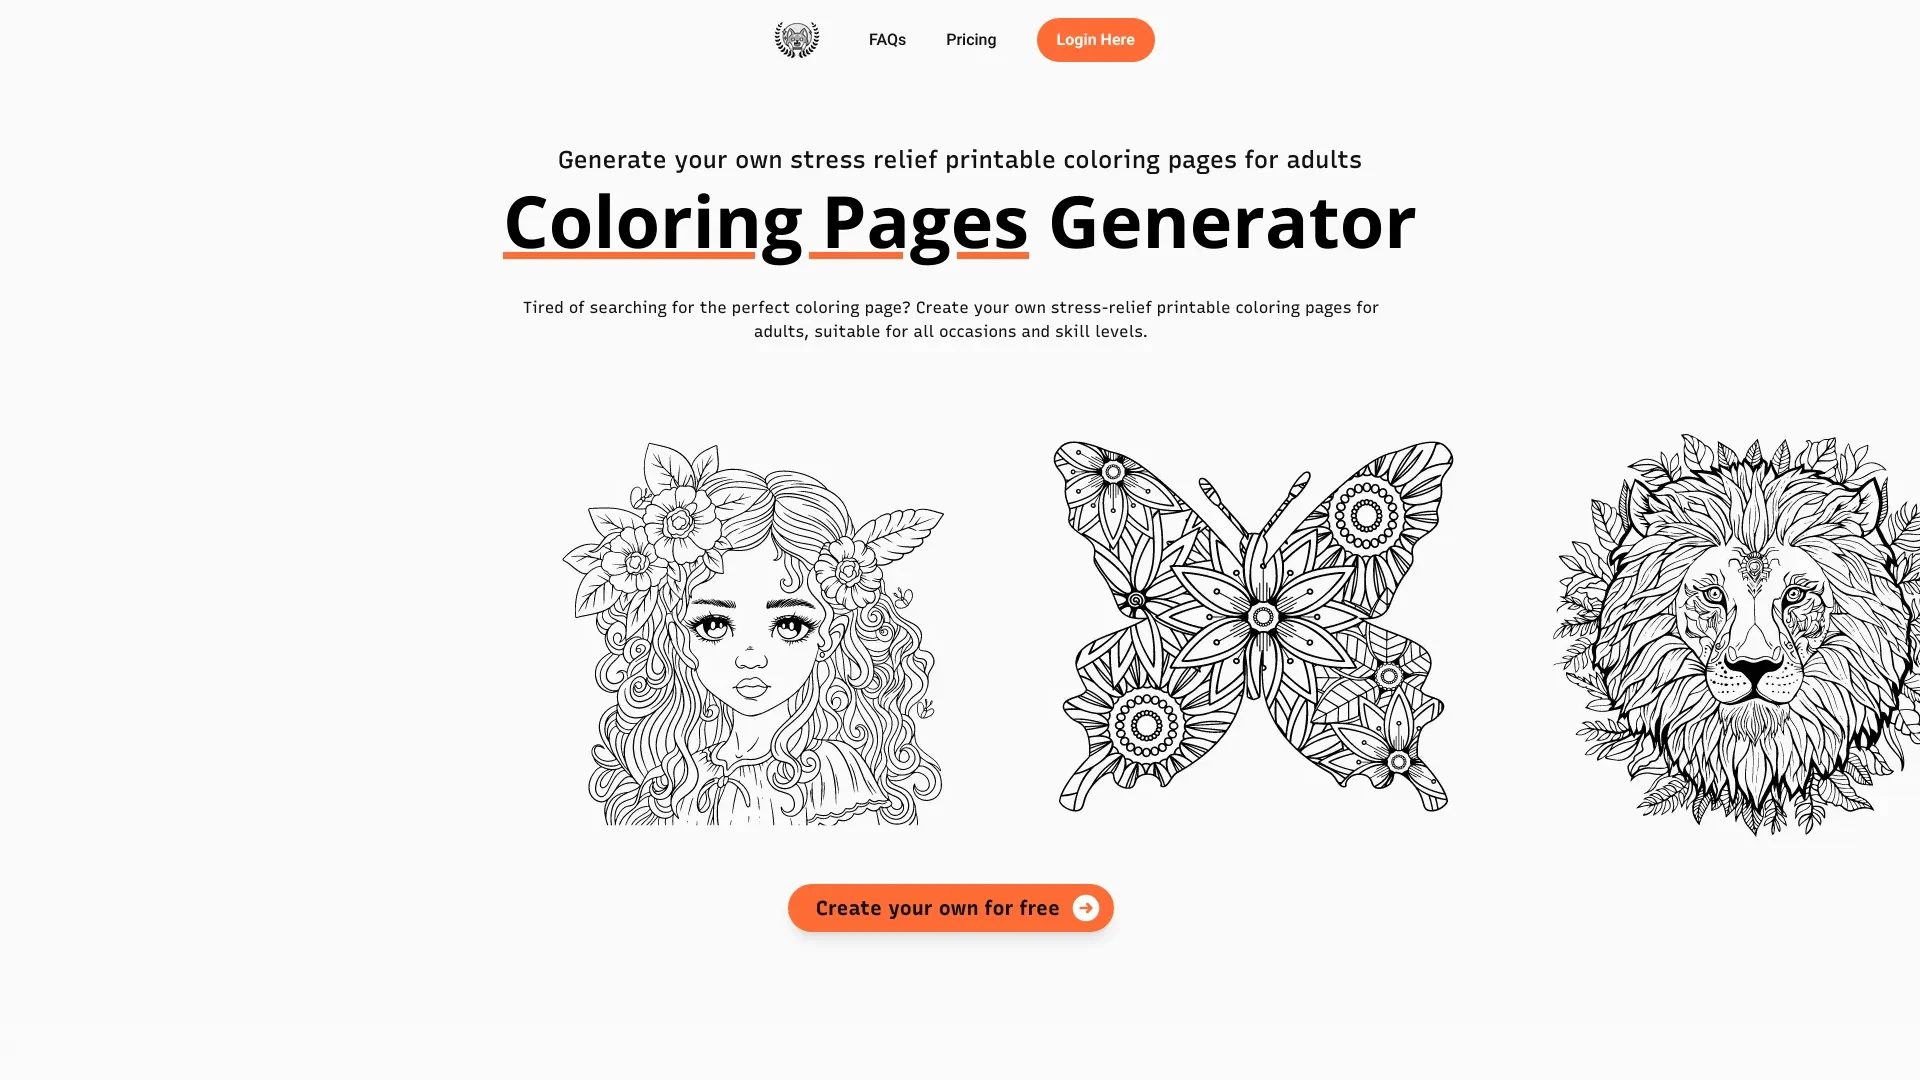 FAQs Pricing Login Here
Generate your own stress relief printable coloring pages for adults
Coloring Pages Generator
Tired of searching for the perfect coloring page? Create your own stress-relief printable coloring pages for
adults, suitable for all occasions and skill levels.
Create your own for free